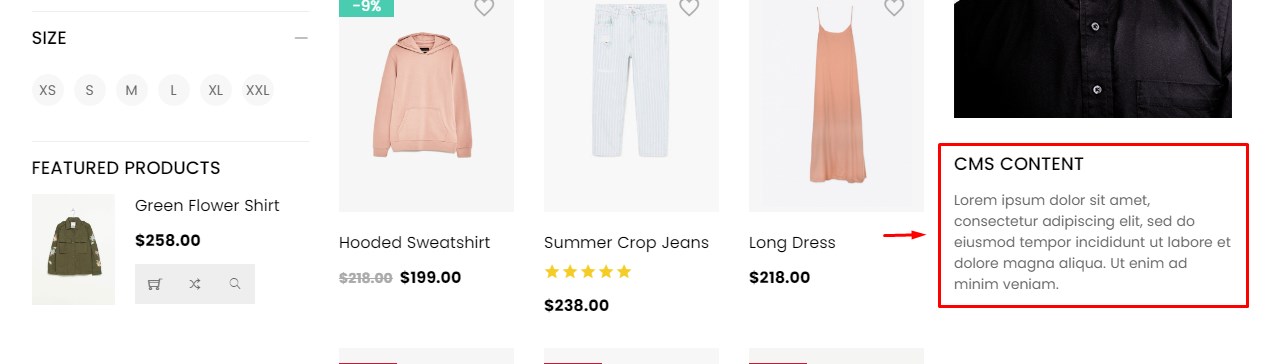 SIZE
XS S M L XL XXL
FEATURED PRODUCTS
Green Flower Shirt
$258.00
-9%
Hooded Sweatshirt
$218.00 $199.00
Summer Crop Jeans
$238.00
Long Dress
$218.00
CMS CONTENT
Lorem ipsum dolor sit amet,
consectetur adipiscing elit, sed do
eiusmod tempor incididunt ut labore et
dolore magna aliqua. Ut enim ad
minim veniam.